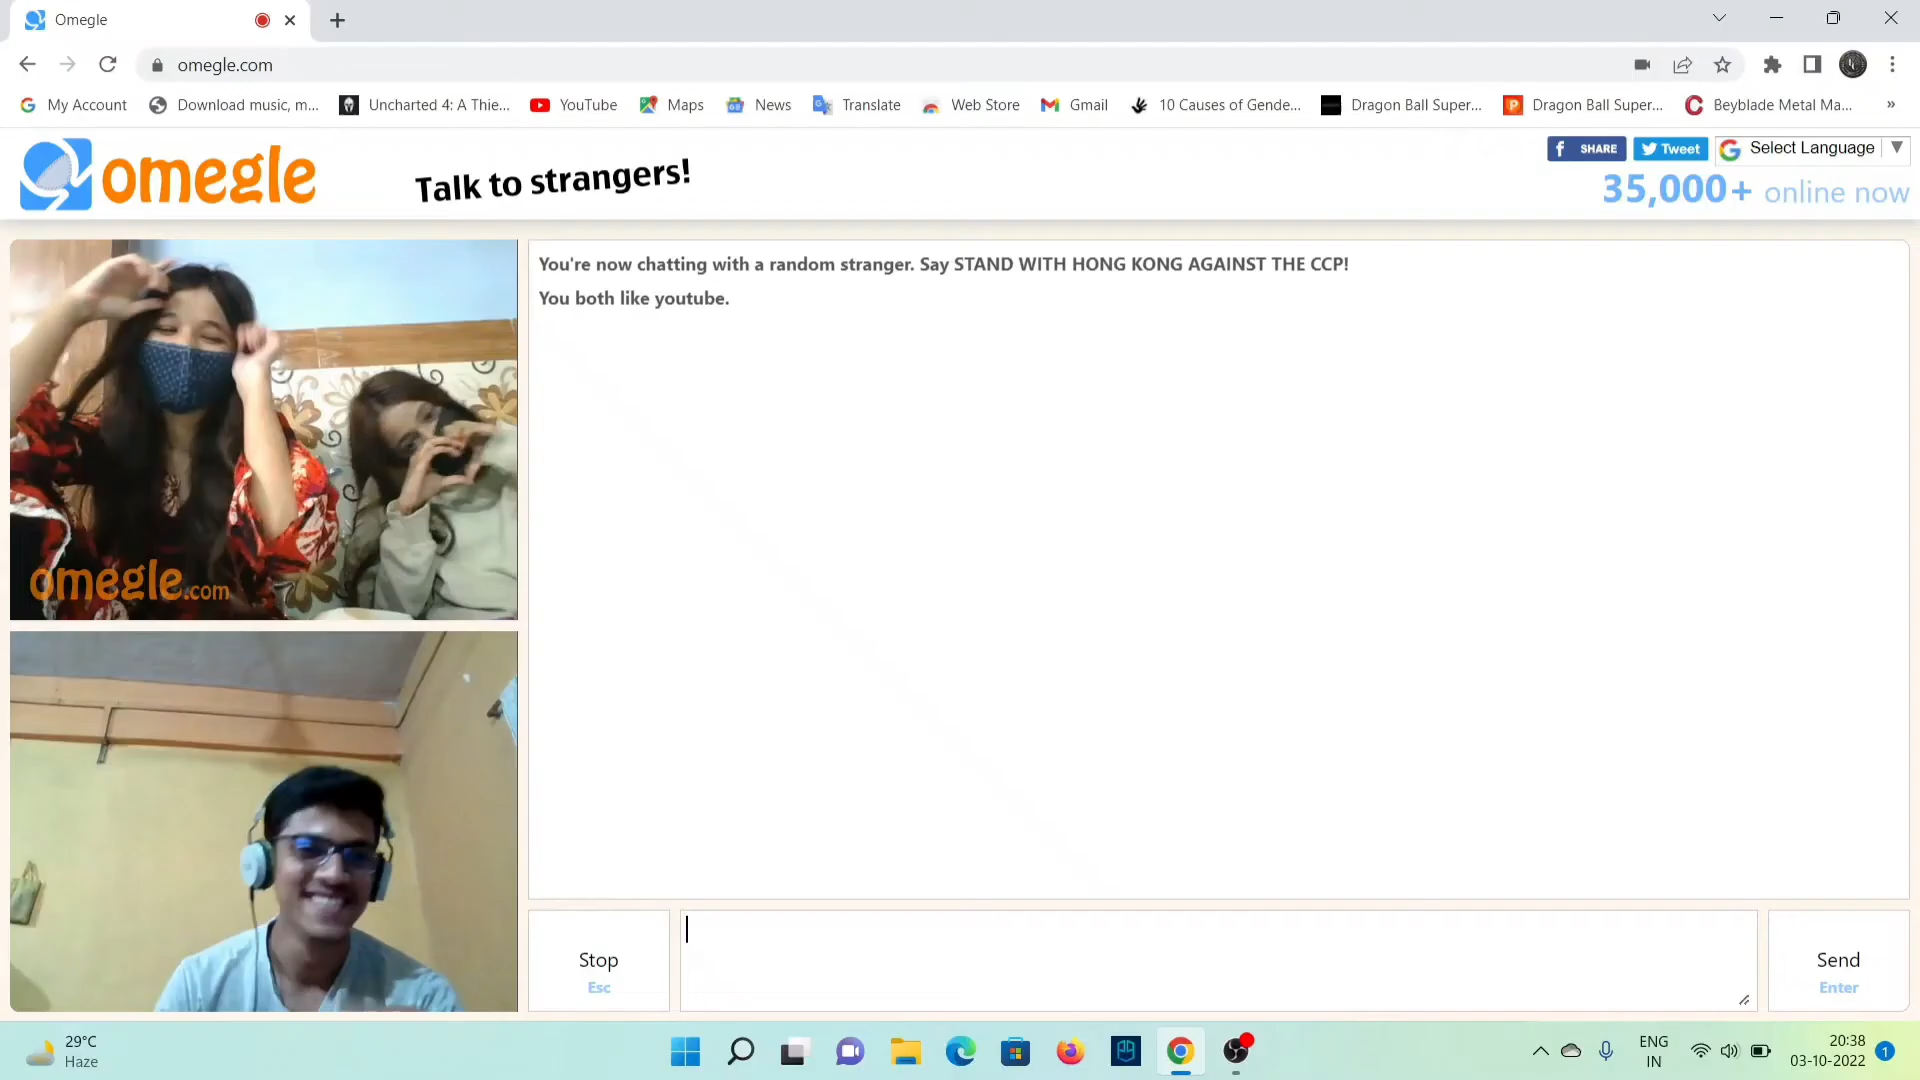 Omegle
omegle.com
My Account
Download music, m...
Uncharted 4: A Thie...
YouTube
Maps
News
Translate
Web Store
Gmail
10 Causes of Gende...
Dragon Ball Super...
Dragon Ball Super...
Beyblade Metal Ma...
»
omegle
Talk to strangers!
SHARE
Tweet
Select Language
35,000+ online now
You're now chatting with a random stranger. Say STAND WITH HONG KONG AGAINST THE CCP!
You both like youtube.
omegle.com
Stop
Esc
Send
Enter
29°C
Haze
ENG
IN
20:38
03-10-2022
1